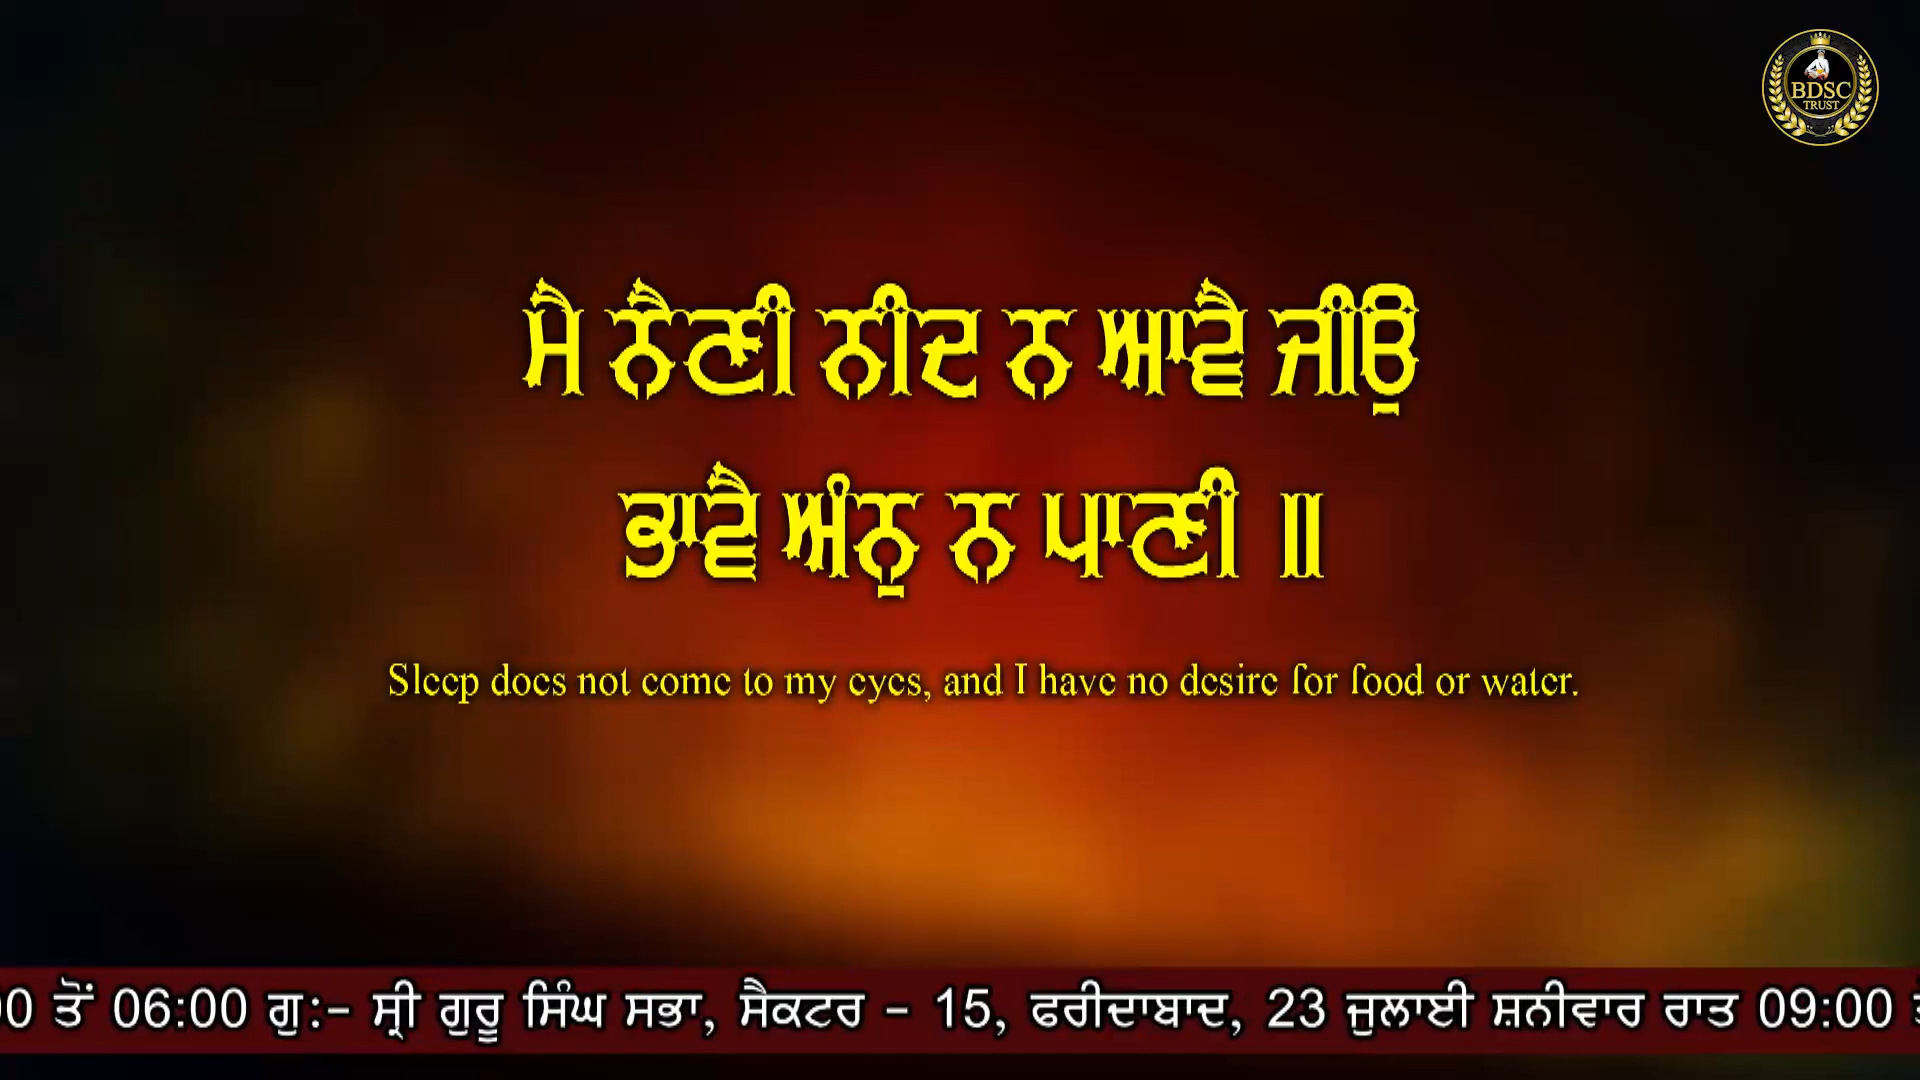 BDSC
TRUST
ਮੈ ਨੈਣੀ ਨੀਦ ਨ ਆਵੈ ਜੀਉ
ਭਾਵੈ ਅੰਨੁ ਨ ਪਾਣੀ ॥
Sleep does not come to my eyes, and I have no desire for food or water.
00 ਤੋਂ 06:00 ਗੁ:- ਸ੍ਰੀ ਗੁਰੂ ਸਿੰਘ ਸਭਾ, ਸੈਕਟਰ - 15, ਫਰੀਦਾਬਾਦ, 23 ਜੁਲਾਈ ਸ਼ਨੀਵਾਰ ਰਾਤ 09:00